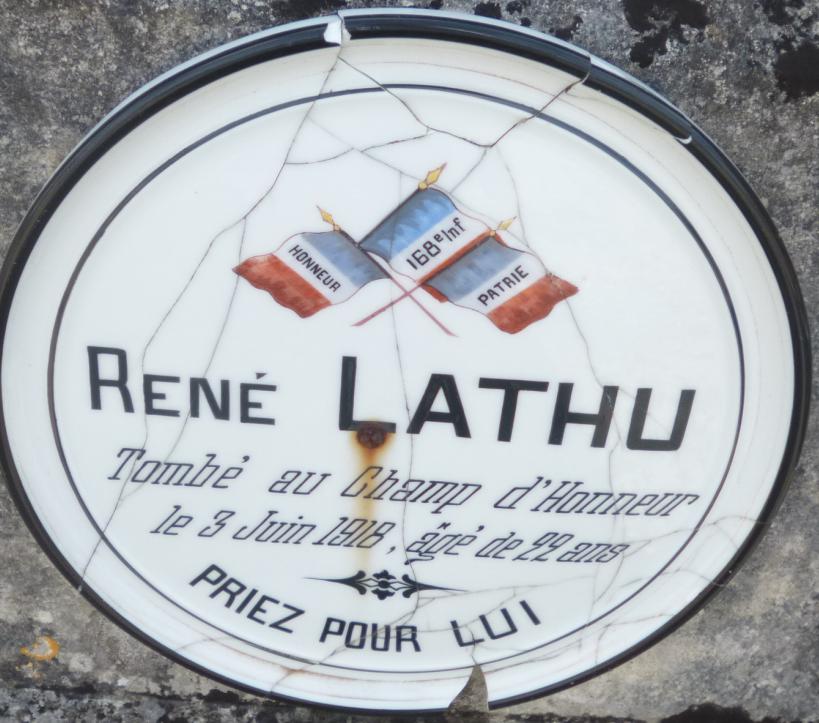 HONNEUR
168e Inf
PATRIE
RENÉ LATHU
Tombé au Champ d'Honneur
le 3 Juin 1918, âgé de 22 ans
PRIEZ POUR LUI